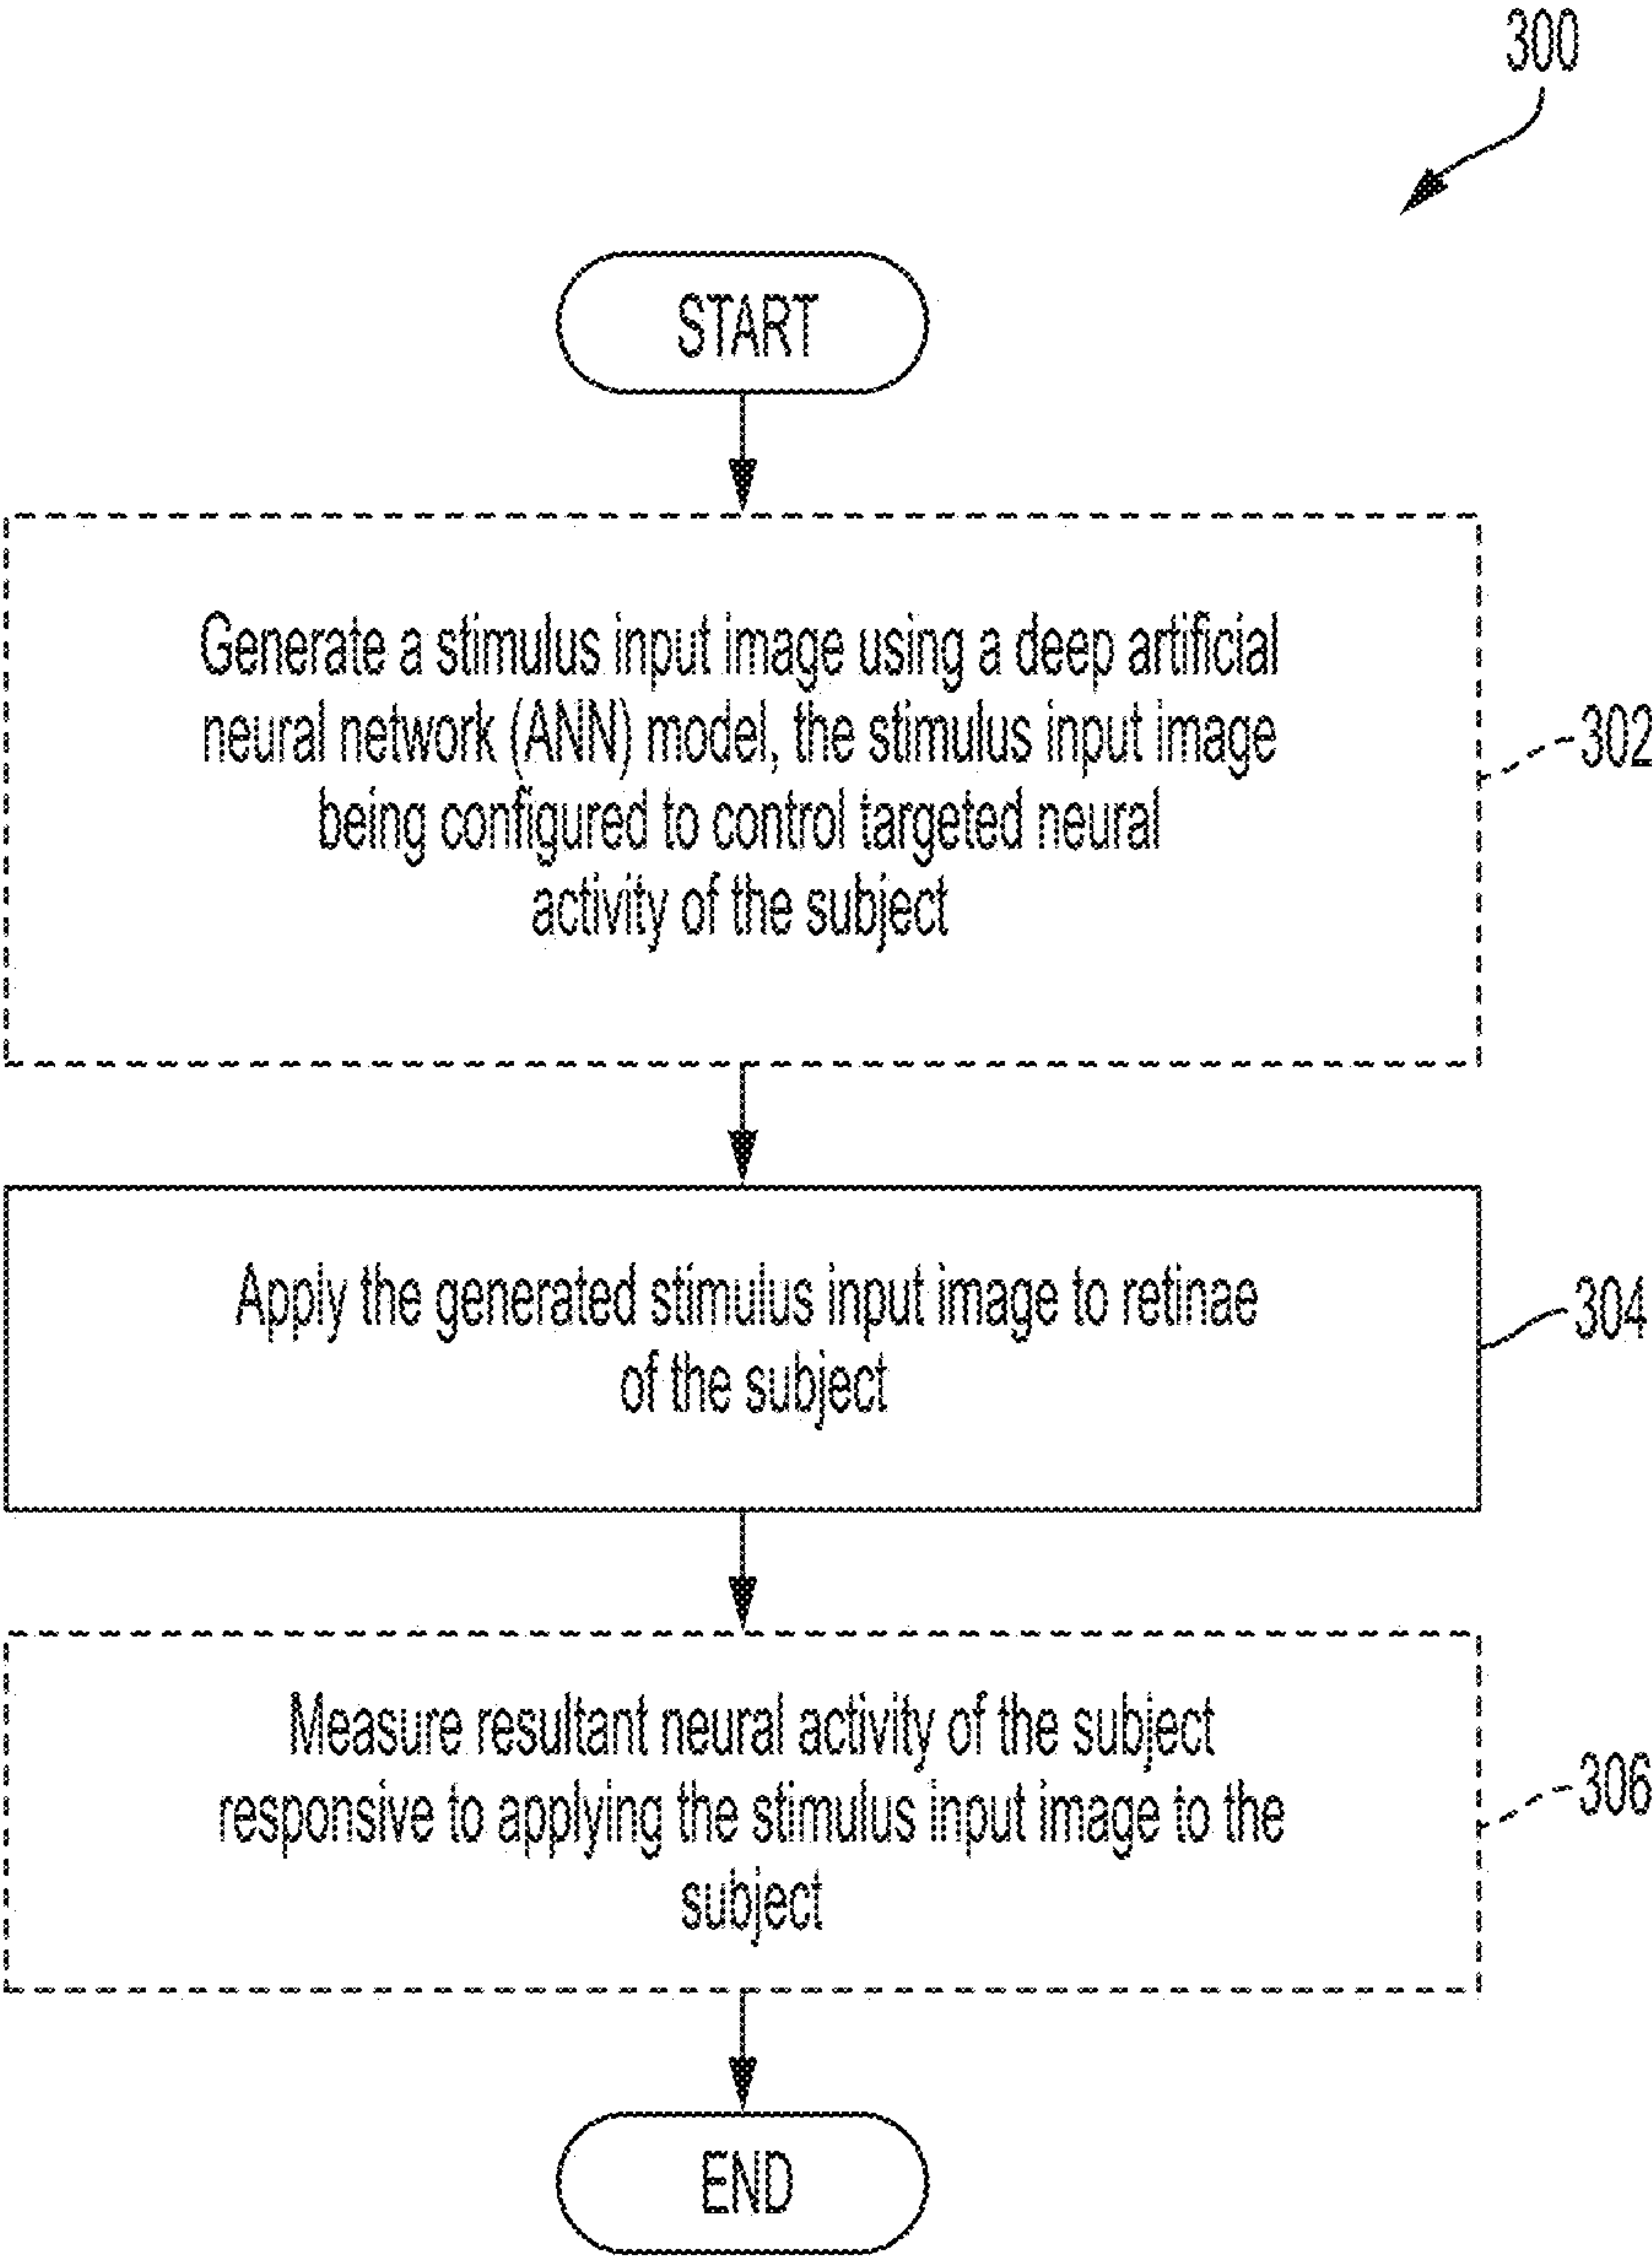 300
START
Generate a stimulus input image using a deep artificial
neural network (ANN) model, the stimulus input image
being configured to control targeted neural
activity of the subject
302
Apply the generated stimulus input image to retinae
of the subject
304
Measure resultant neural activity of the subject
responsive to applying the stimulus input image to the
subject
306
END